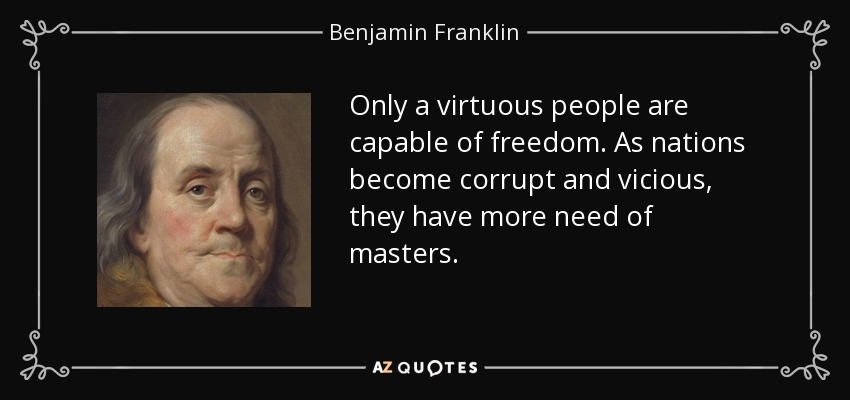 Benjamin Franklin
Only a virtuous people are
capable of freedom. As nations
become corrupt and vicious,
they have more need of
masters.
AZ QUOTES